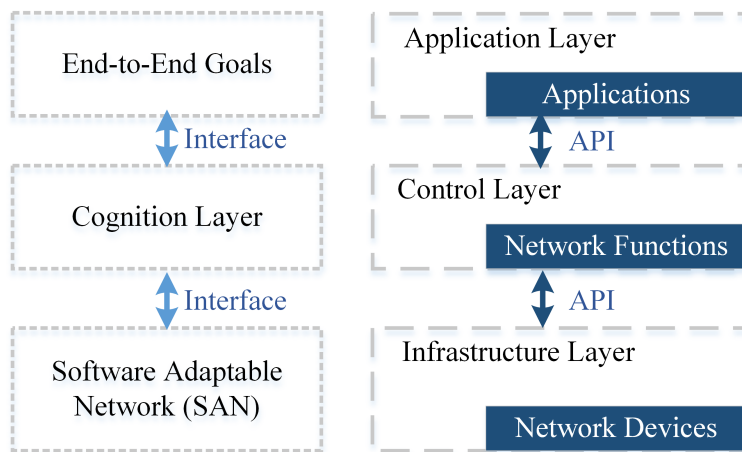 End-to-End Goals
Interface
Cognition Layer
Interface
Software Adaptable
Network (SAN)
Application Layer
Applications
API
Control Layer
Network Functions
API
Infrastructure Layer
Network Devices